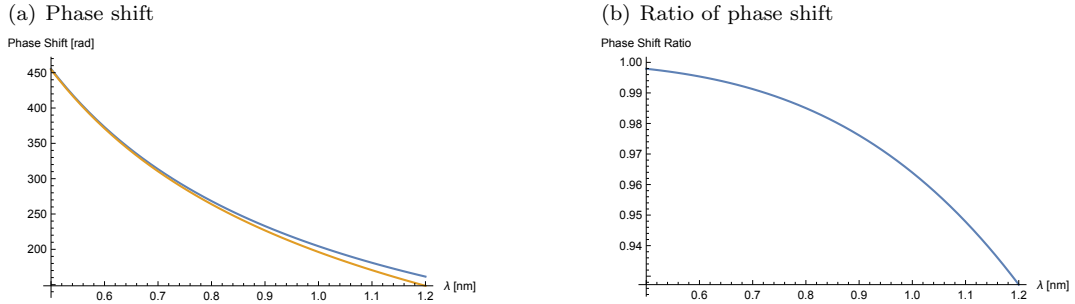 (a) Phase shift
Phase Shift [rad]
450
400
350
300
250
200
0.6 0.7 0.8 0.9 1.0 1.1 1.2
λ [nm]
(b) Ratio of phase shift
Phase Shift Ratio
1.00
0.99
0.98
0.97
0.96
0.95
0.94
0.6 0.7 0.8 0.9 1.0 1.1 1.2
λ [nm]